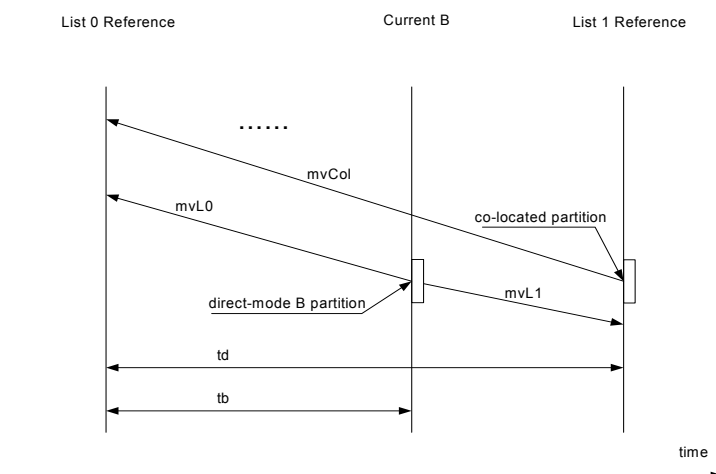 List 0 Reference
Current B
List 1 Reference
......
mvCol
mvL0
co-located partition
direct-mode B partition
mvL1
td
tb
time